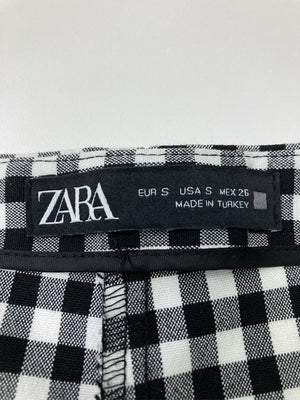 ZARA
EUR S USA S MEX 26
MADE IN TURKEY